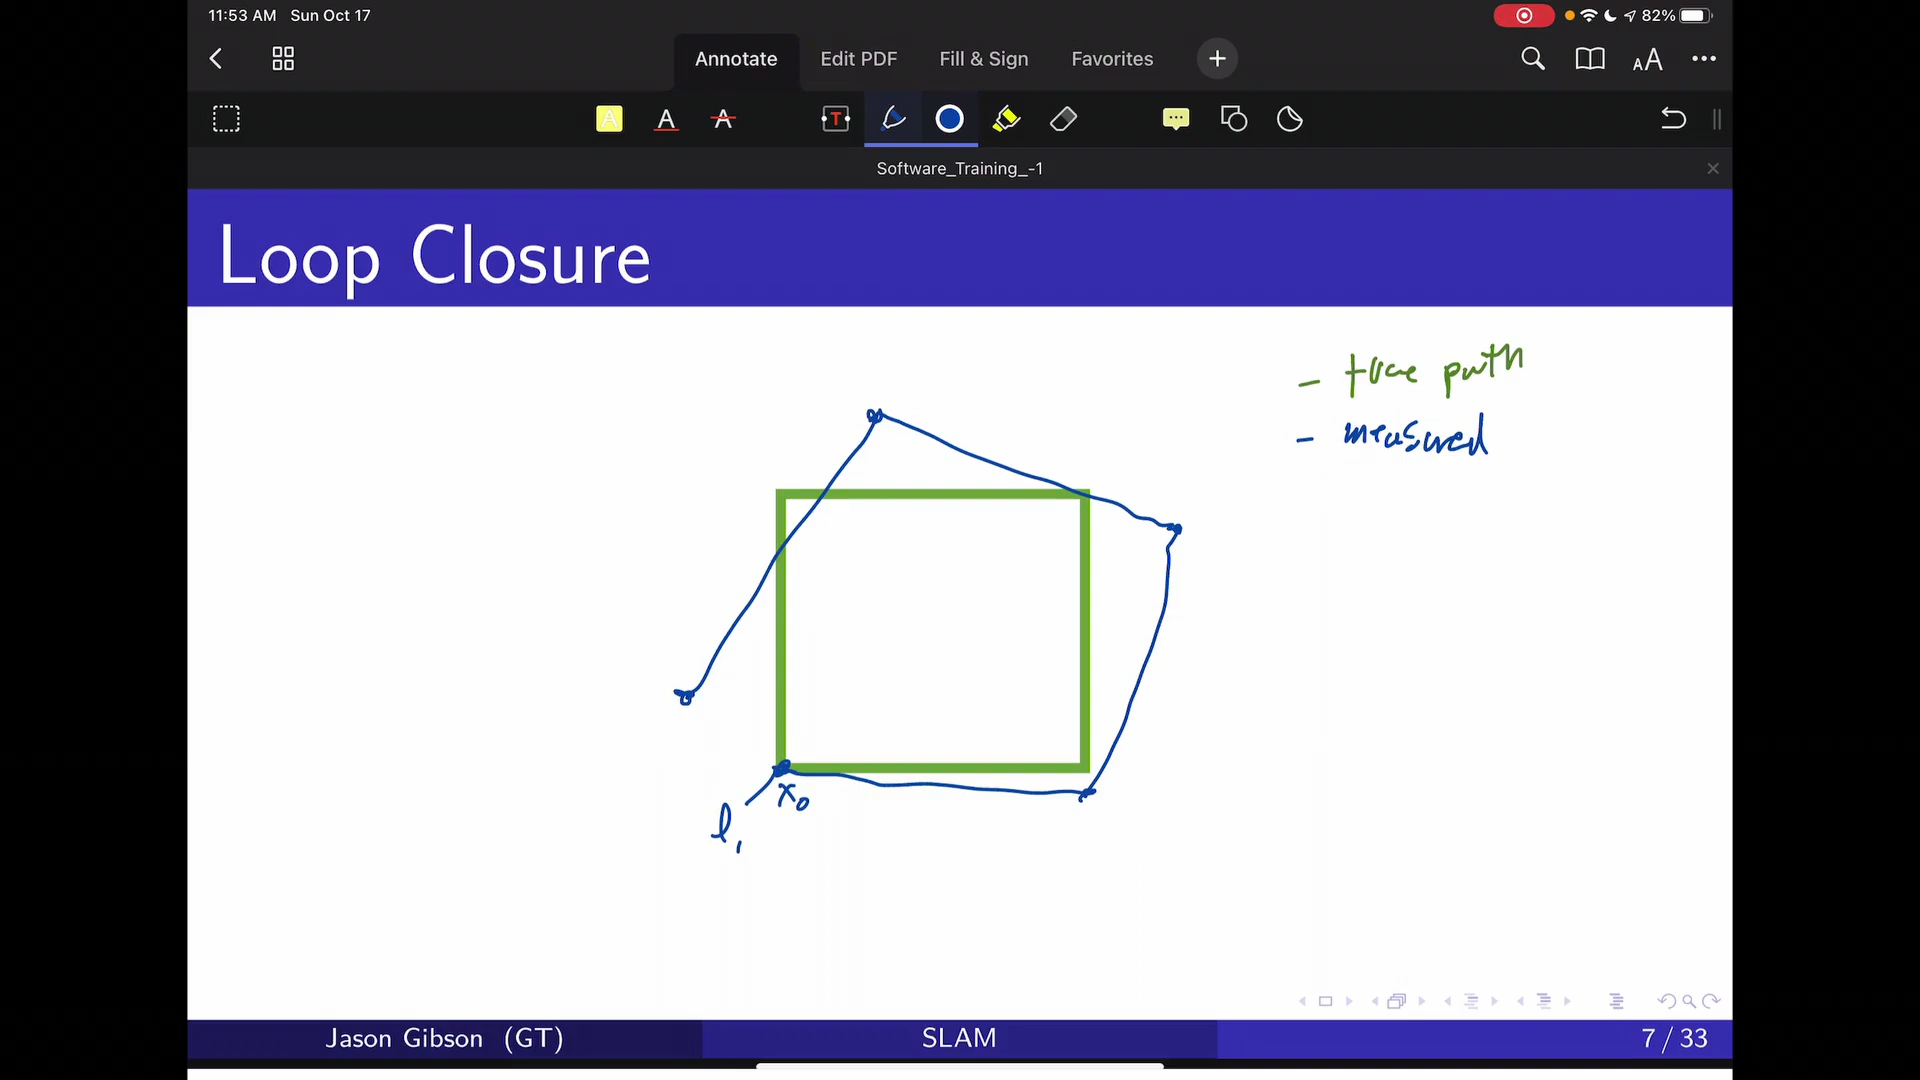 11:53 AM Sun Oct 17
82%
Annotate Edit PDF Fill & Sign Favorites
A A A T AA
Software_Training_-1
Loop Closure
- true path
- measured
x₀
l₁
Jason Gibson (GT) SLAM 7 / 33